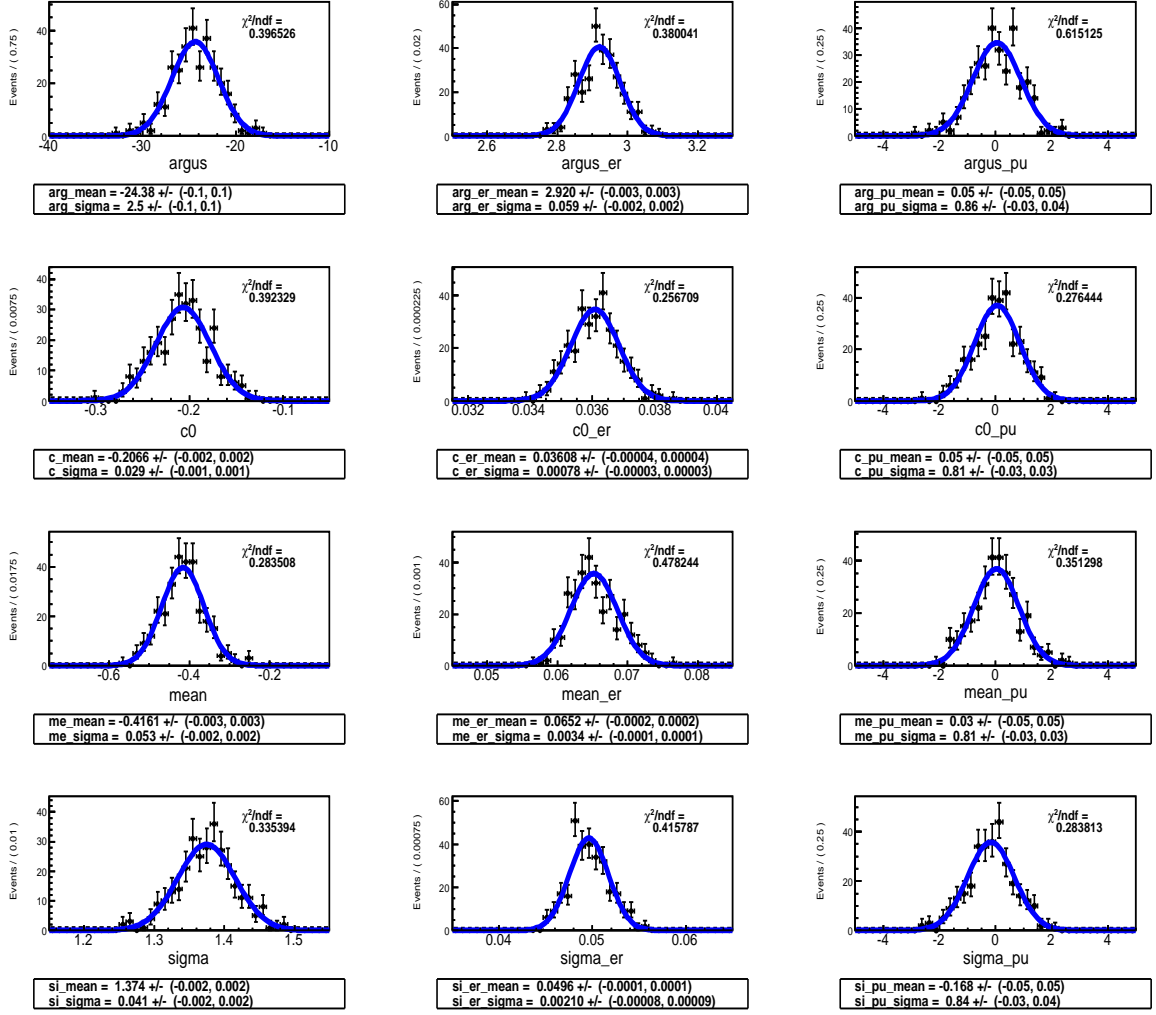 Events / ( 0.75 )
0
20
40
-40
-30
-20
-10
χ²/ndf =
0.396526
argus
arg_mean = -24.38 +/- (-0.1, 0.1)
arg_sigma = 2.5 +/- (-0.1, 0.1)
Events / ( 0.02 )
0
20
40
60
2.6
2.8
3
3.2
χ²/ndf =
0.380041
argus_er
arg_er_mean = 2.920 +/- (-0.003, 0.003)
arg_er_sigma = 0.059 +/- (-0.002, 0.002)
Events / ( 0.25 )
0
10
20
30
40
-4
-2
0
2
4
χ²/ndf =
0.615125
argus_pu
arg_pu_mean = 0.05 +/- (-0.05, 0.05)
arg_pu_sigma = 0.86 +/- (-0.03, 0.04)
Events / ( 0.0075 )
0
10
20
30
40
-0.3
-0.2
-0.1
χ²/ndf =
0.392329
c0
c_mean = -0.2066 +/- (-0.002, 0.002)
c_sigma = 0.029 +/- (-0.001, 0.001)
Events / ( 0.000225 )
0
20
40
0.032
0.034
0.036
0.038
0.04
χ²/ndf =
0.256709
c0_er
c_er_mean = 0.03608 +/- (-0.00004, 0.00004)
c_er_sigma = 0.00078 +/- (-0.00003, 0.00003)
Events / ( 0.25 )
0
20
40
-4
-2
0
2
4
χ²/ndf =
0.276444
c0_pu
c_pu_mean = 0.05 +/- (-0.05, 0.05)
c_pu_sigma = 0.81 +/- (-0.03, 0.03)
Events / ( 0.0175 )
0
20
40
-0.6
-0.4
-0.2
χ²/ndf =
0.283508
mean
me_mean = -0.4161 +/- (-0.003, 0.003)
me_sigma = 0.053 +/- (-0.002, 0.002)
Events / ( 0.001 )
0
20
40
0.05
0.06
0.07
0.08
χ²/ndf =
0.478244
mean_er
me_er_mean = 0.0652 +/- (-0.0002, 0.0002)
me_er_sigma = 0.0034 +/- (-0.0001, 0.0001)
Events / ( 0.25 )
0
20
40
-4
-2
0
2
4
χ²/ndf =
0.351298
mean_pu
me_pu_mean = 0.03 +/- (-0.05, 0.05)
me_pu_sigma = 0.81 +/- (-0.03, 0.03)
Events / ( 0.01 )
0
10
20
30
40
1.2
1.3
1.4
1.5
χ²/ndf =
0.335394
sigma
si_mean = 1.374 +/- (-0.002, 0.002)
si_sigma = 0.041 +/- (-0.002, 0.002)
Events / ( 0.00075 )
0
20
40
60
0.04
0.05
0.06
χ²/ndf =
0.415787
sigma_er
si_er_mean = 0.0496 +/- (-0.0001, 0.0001)
si_er_sigma = 0.00210 +/- (-0.00008, 0.00009)
Events / ( 0.25 )
0
20
40
-4
-2
0
2
4
χ²/ndf =
0.283813
sigma_pu
si_pu_mean = -0.168 +/- (-0.05, 0.05)
si_pu_sigma = 0.84 +/- (-0.03, 0.04)